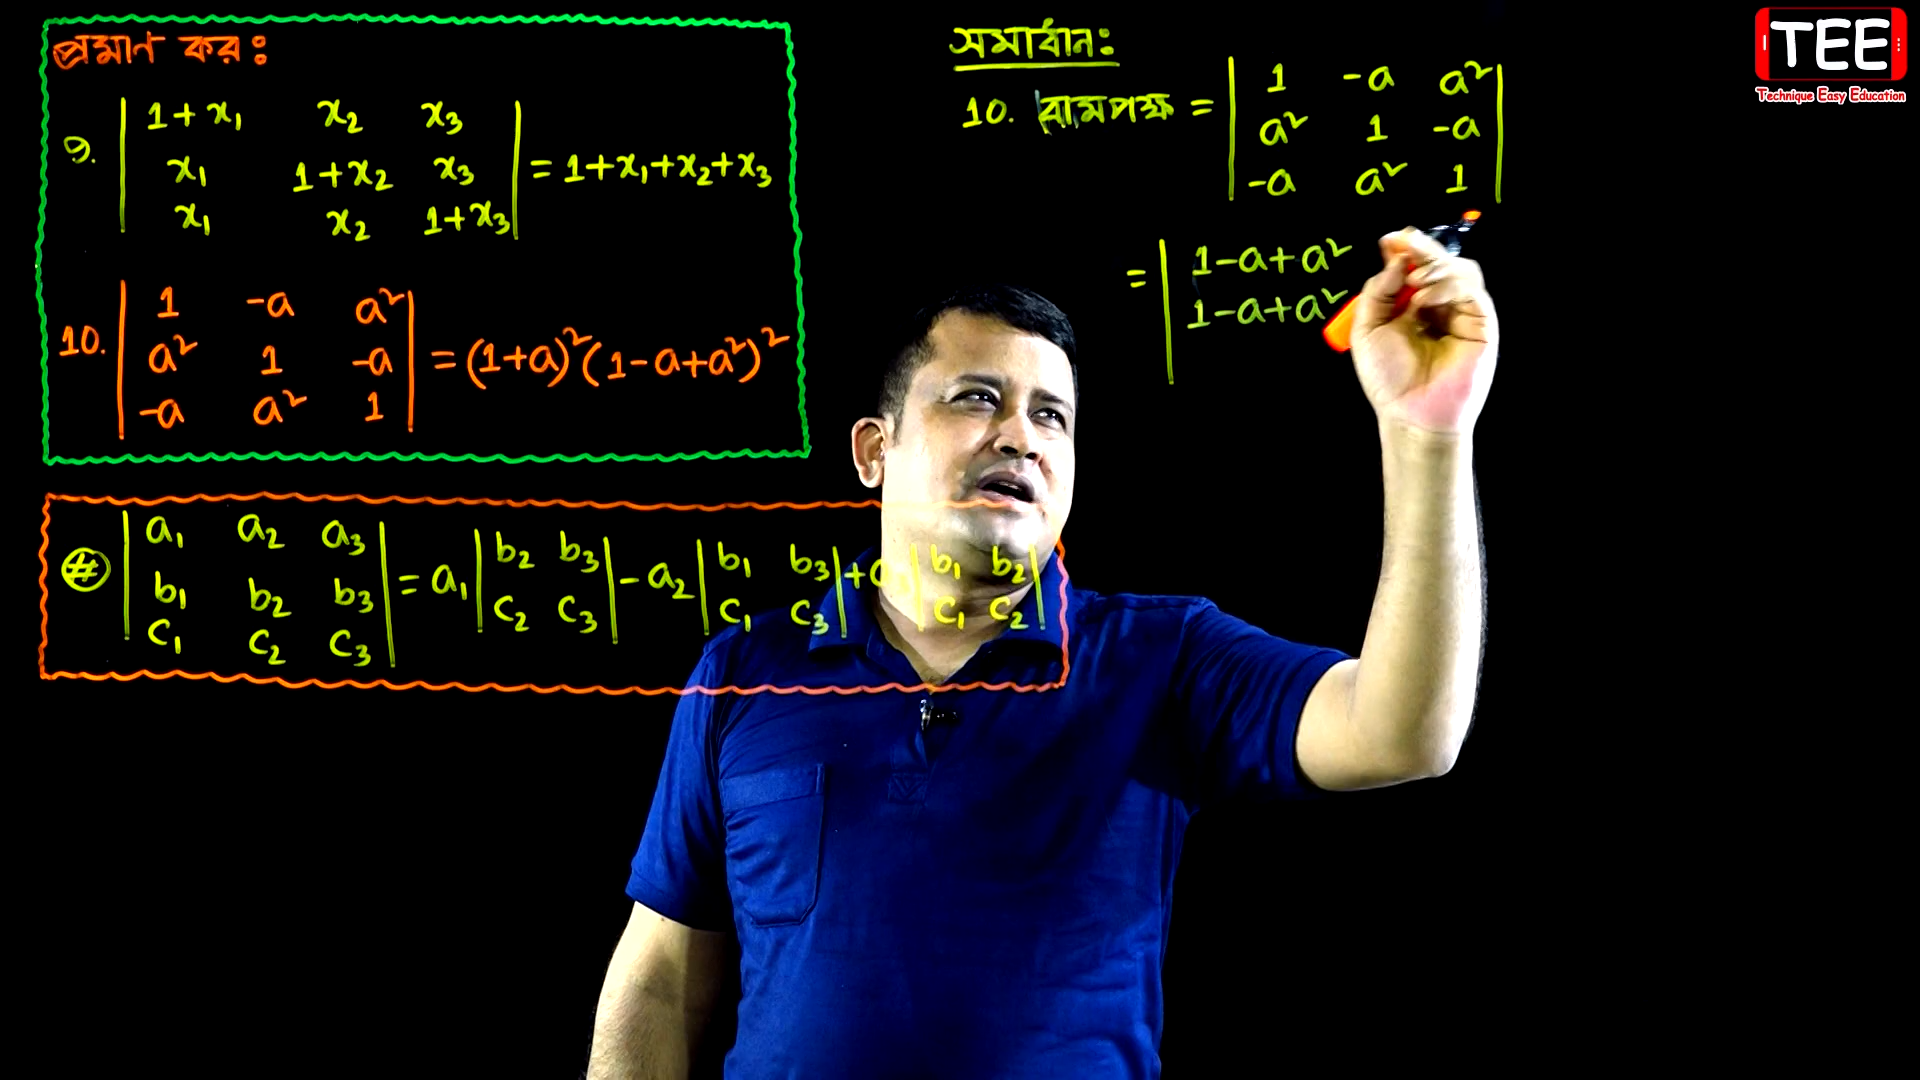 প্রমাণ কর:
9. | 1+x₁ x₂ x₃ |
| x₁ 1+x₂ x₃ | = 1+x₁+x₂+x₃
| x₁ x₂ 1+x₃ |
10. | 1 -a a² |
| a² 1 -a | = (1+a)²(1-a+a²)²
| -a a² 1 |
# | a₁ a₂ a₃ |
| b₁ b₂ b₃ | = a₁ | b₂ b₃ | - a₂ | b₁ b₃ | + | b₁ b₂ |
| c₁ c₂ c₃ | | c₂ c₃ | | c₁ c₃ | | c₁ c₂ |
সমাধান:
10. বামপক্ষ = | 1 -a a² |
| a² 1 -a |
| -a a² 1 |
= | 1-a+a²
| 1-a+a²
TEE
Technique Easy Education